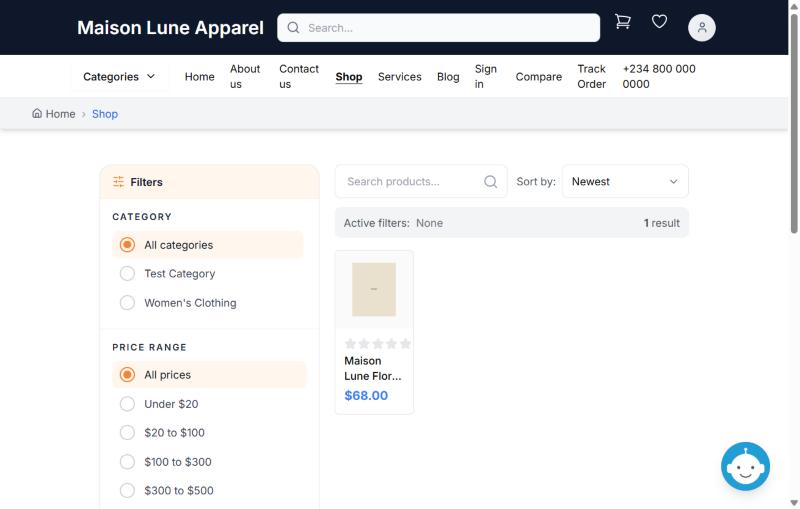 Maison Lune Apparel
Search...
Categories
Home
About us
Contact us
Shop
Services
Blog
Sign in
Compare
Track Order
+234 800 000 0000
Home › Shop
Filters
CATEGORY
All categories
Test Category
Women's Clothing
PRICE RANGE
All prices
Under $20
$20 to $100
$100 to $300
$300 to $500
Search products...
Sort by:
Newest
Active filters: None
1 result
Maison
Lune Flor...
$68.00